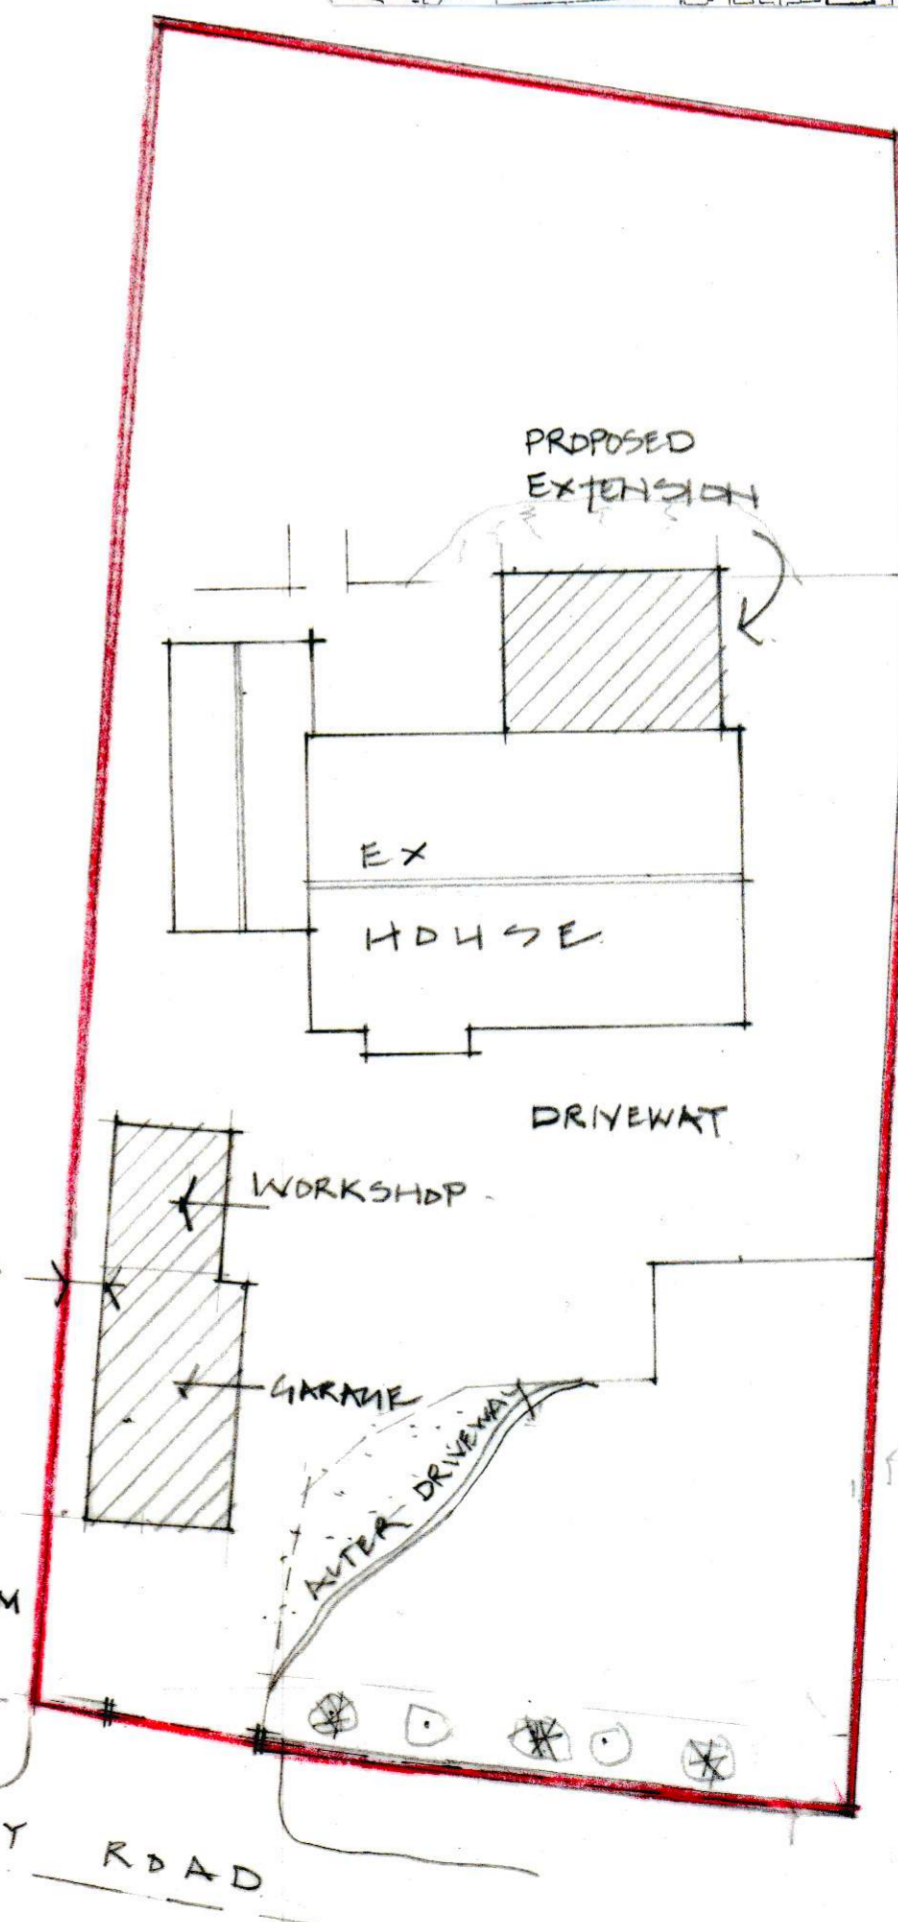 PROPOSED
EXTENSION
EX
HOUSE
DRIVEWAY
WORKSHOP
GARAGE
ALTER DRIVEWAY
M
Y ROAD